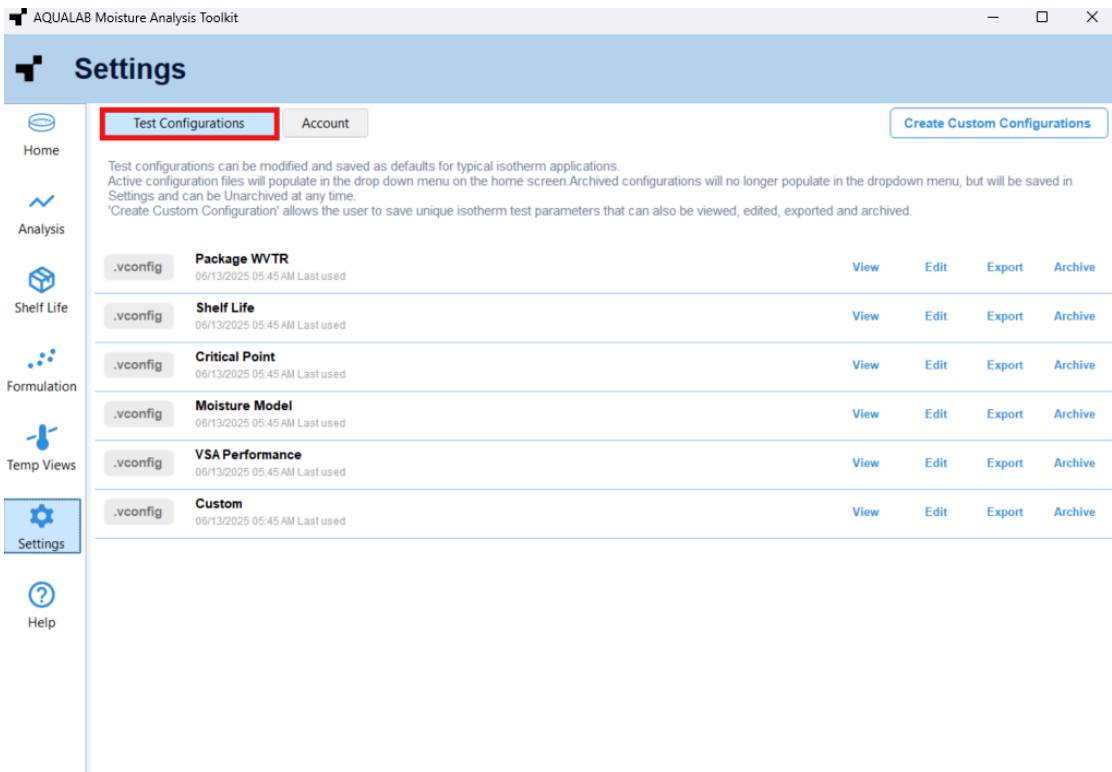 AQUALAB Moisture Analysis Toolkit
Settings
Home
Analysis
Shelf Life
Formulation
Temp Views
Settings
Help
Test Configurations
Account
Create Custom Configurations
Test configurations can be modified and saved as defaults for typical isotherm applications.
Active configuration files will populate in the drop down menu on the home screen.Archived configurations will no longer populate in the dropdown menu, but will be saved in
Settings and can be Unarchived at any time.
'Create Custom Configuration' allows the user to save unique isotherm test parameters that can also be viewed, edited, exported and archived.
.vconfig
Package WVTR
06/13/2025 05:45 AM Last used
View Edit Export Archive
.vconfig
Shelf Life
06/13/2025 05:45 AM Last used
View Edit Export Archive
.vconfig
Critical Point
06/13/2025 05:45 AM Last used
View Edit Export Archive
.vconfig
Moisture Model
06/13/2025 05:45 AM Last used
View Edit Export Archive
.vconfig
VSA Performance
06/13/2025 05:45 AM Last used
View Edit Export Archive
.vconfig
Custom
06/13/2025 05:45 AM Last used
View Edit Export Archive